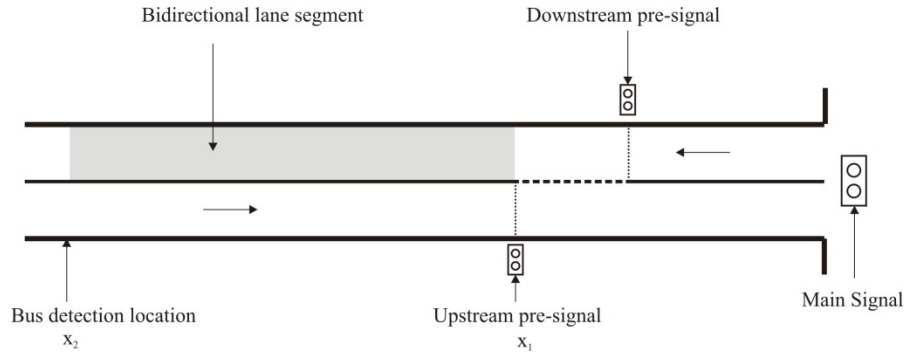 Bidirectional lane segment
Downstream pre-signal
Bus detection location
x₂
Upstream pre-signal
x₁
Main Signal